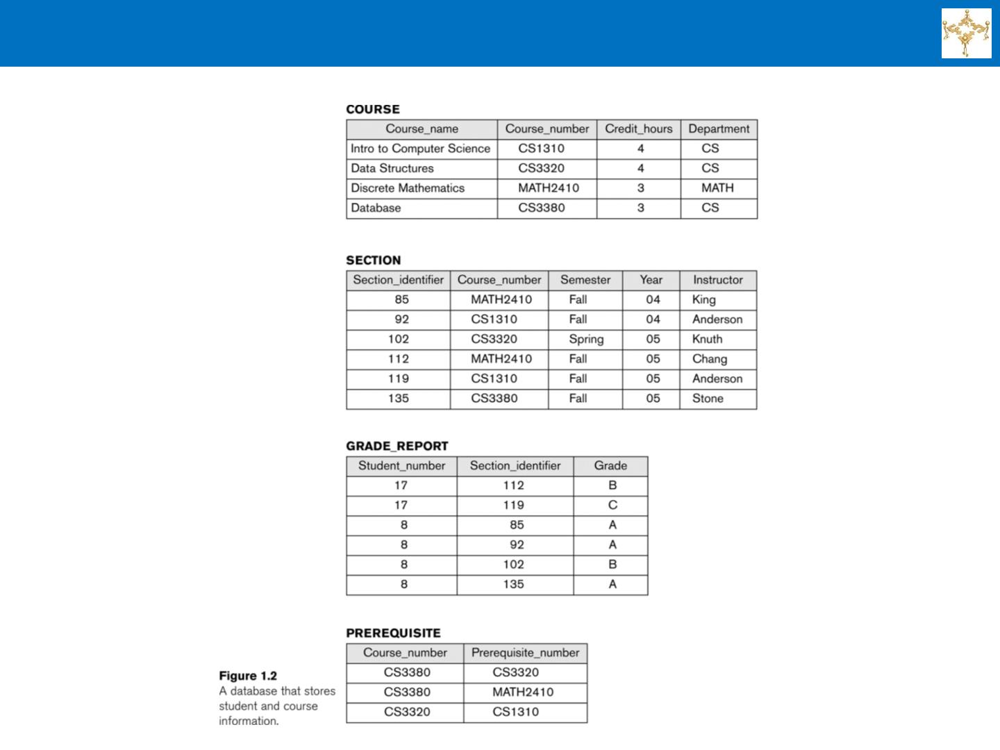 COURSE
Course_name Course_number Credit_hours Department
Intro to Computer Science CS1310 4 CS
Data Structures CS3320 4 CS
Discrete Mathematics MATH2410 3 MATH
Database CS3380 3 CS
SECTION
Section_identifier Course_number Semester Year Instructor
85 MATH2410 Fall 04 King
92 CS1310 Fall 04 Anderson
102 CS3320 Spring 05 Knuth
112 MATH2410 Fall 05 Chang
119 CS1310 Fall 05 Anderson
135 CS3380 Fall 05 Stone
GRADE_REPORT
Student_number Section_identifier Grade
17 112 B
17 119 C
8 85 A
8 92 A
8 102 B
8 135 A
PREREQUISITE
Course_number Prerequisite_number
CS3380 CS3320
CS3380 MATH2410
CS3320 CS1310
Figure 1.2
A database that stores
student and course
information.